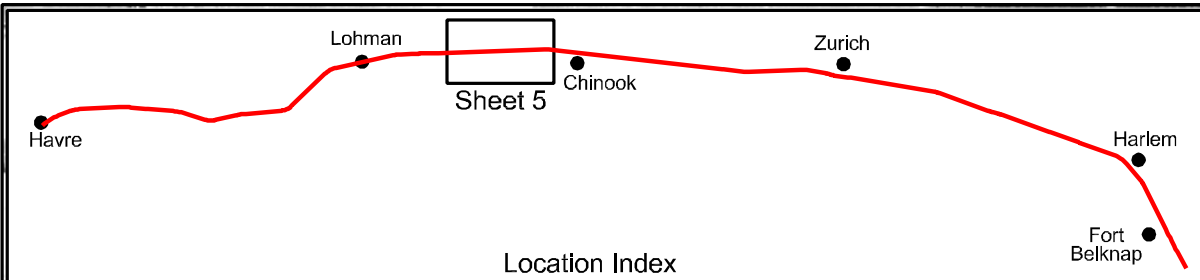 Lohman
Zurich
Chinook
Sheet 5
Havre
Harlem
Fort
Belknap
Location Index